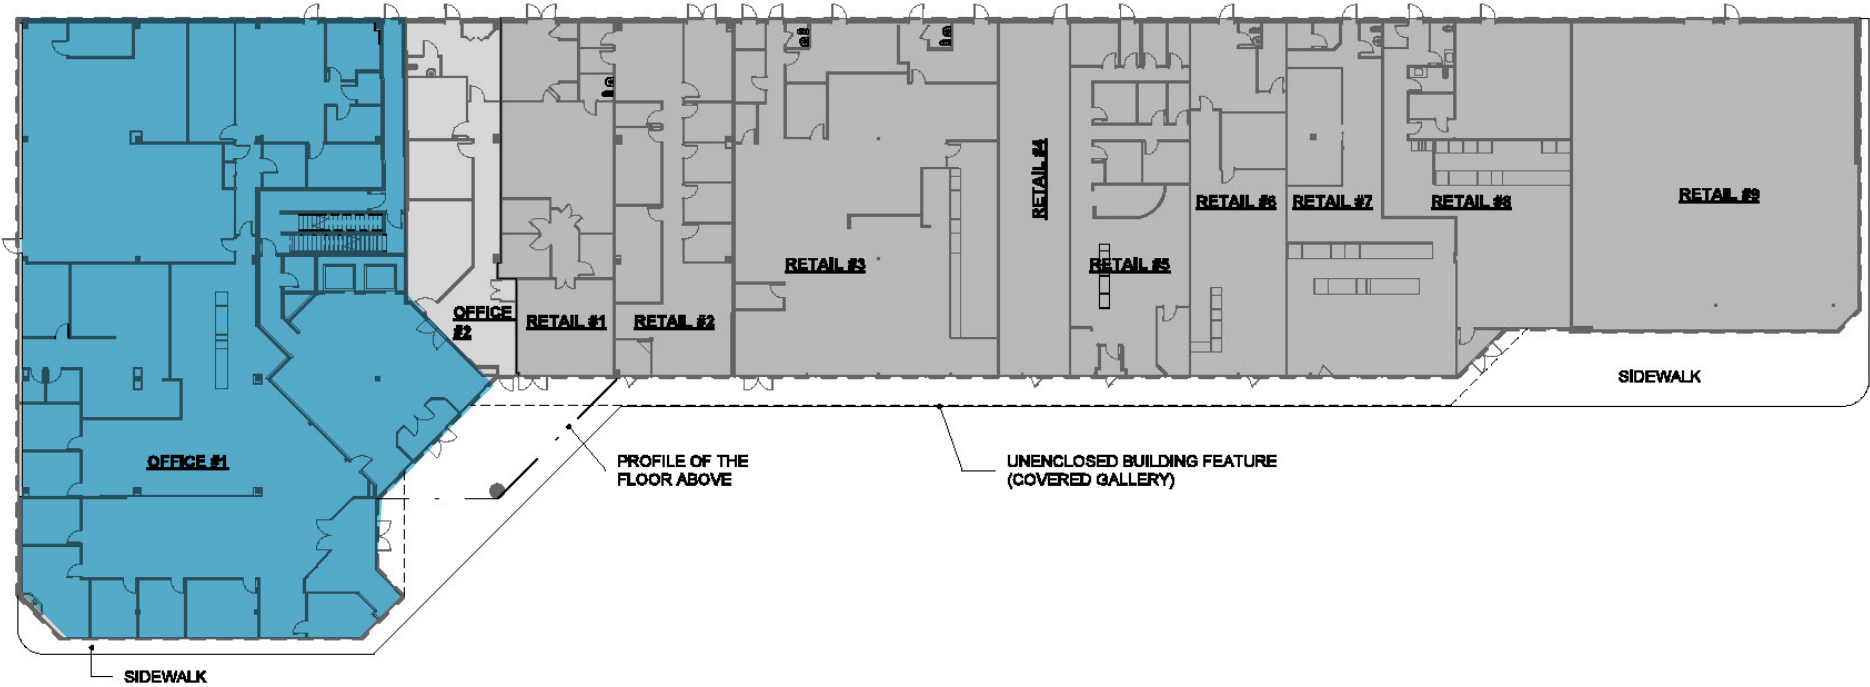 RETAIL #4
RETAIL #9
RETAIL #6
RETAIL #7
RETAIL #8
RETAIL #3
RETAIL #5
OFFICE
#2
RETAIL #1
RETAIL #2
SIDEWALK
OFFICE #1
PROFILE OF THE
FLOOR ABOVE
UNENCLOSED BUILDING FEATURE
(COVERED GALLERY)
SIDEWALK